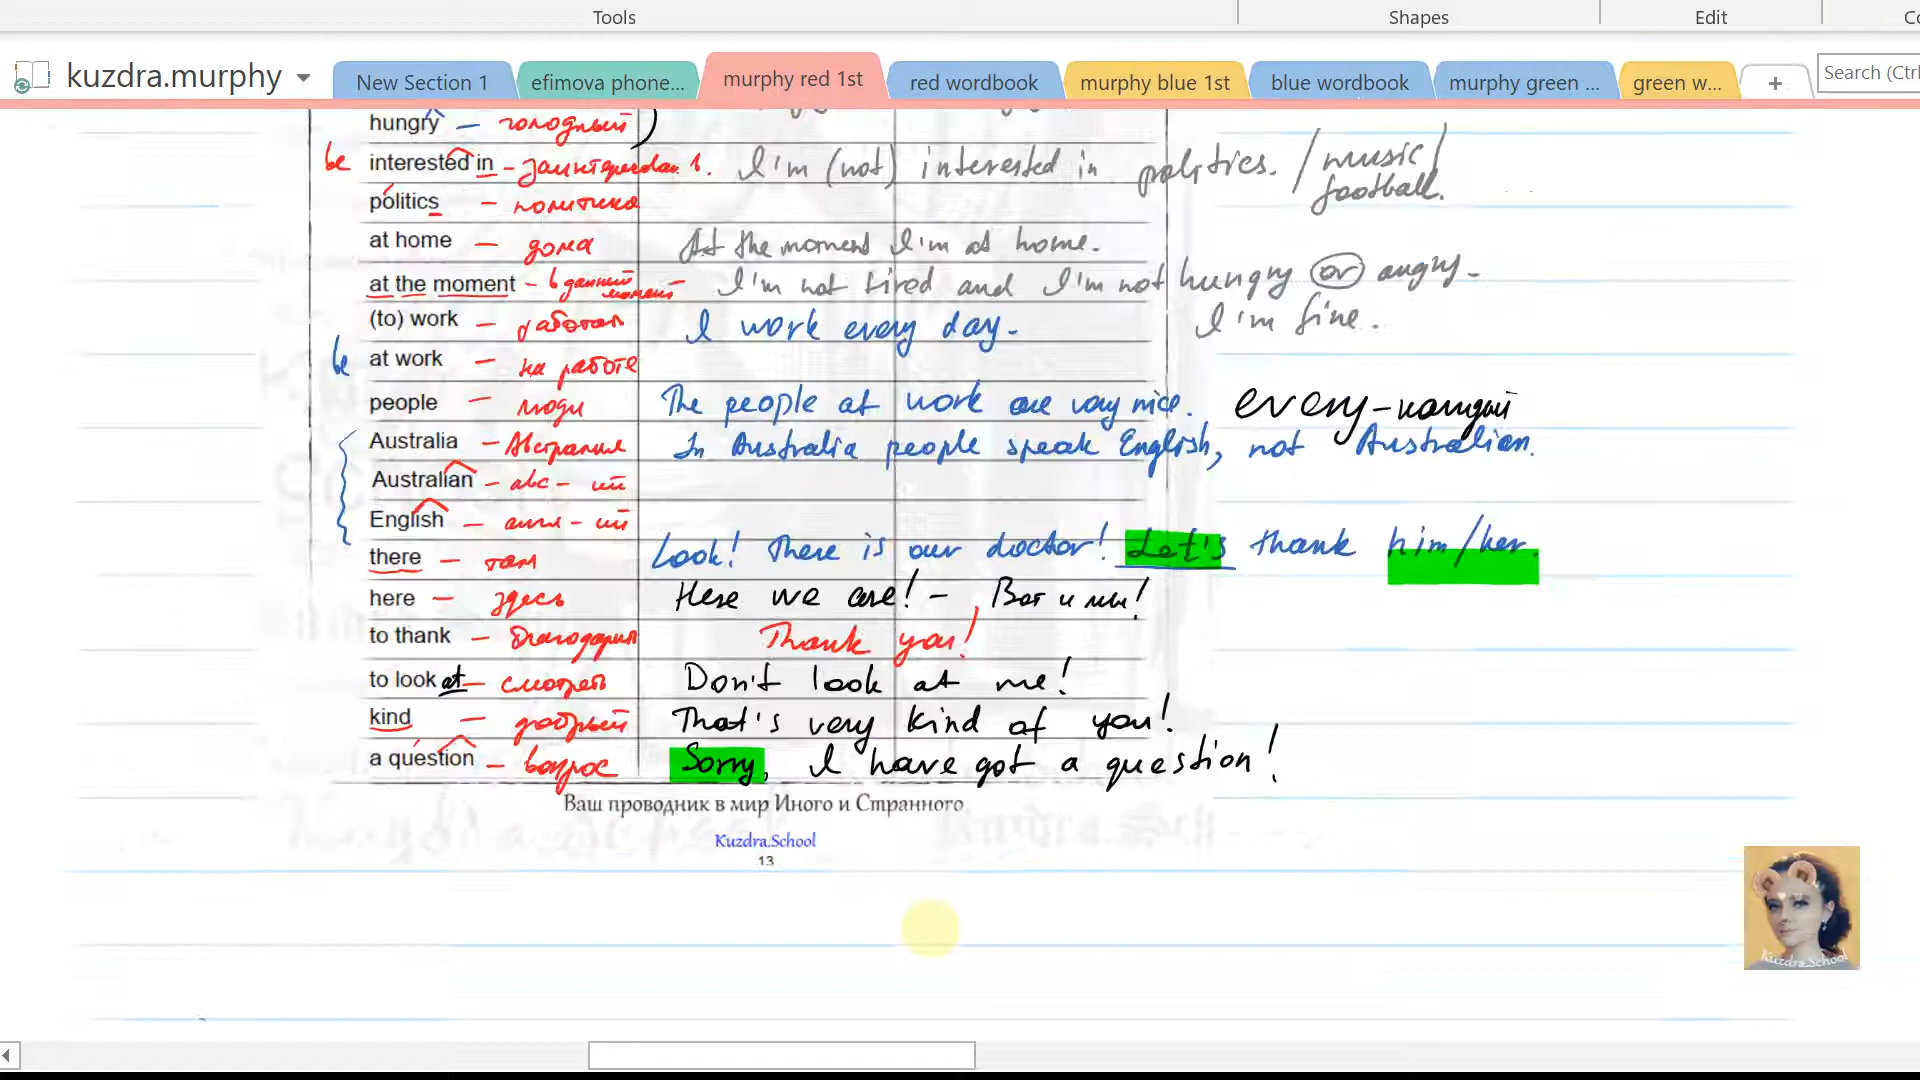 Tools Shapes Edit Co
kuzdra.murphy New Section 1 efimova phone... murphy red 1st red wordbook murphy blue 1st blue wordbook murphy green ... green w... + Search (Ctrl
hungry – голодный
be interested in – I'm (not) interested in politics. / music /
football.
politics – политика
at home – дома At the moment I'm at home.
at the moment – в данный момент – I'm not tired and I'm not hungry or angry.
I'm fine.
(to) work – работать I work every day.
be at work – на работе
people – люди The people at work are very nice. every – каждый
Australia – Австралия In Australia people speak English, not Australian.
Australian – авс – ий
English – англ – ий
there – там Look! There is our doctor! Let's thank him/her.
here – здесь Here we are! – Вот и мы!
to thank – благодарить Thank you!
to look at – смотреть Don't look at me!
kind – добрый That's very kind of you!
a question – вопрос Sorry, I have got a question!
Ваш проводник в мир Иного и Странного
Kuzdra.School
13
Kuzdra.School